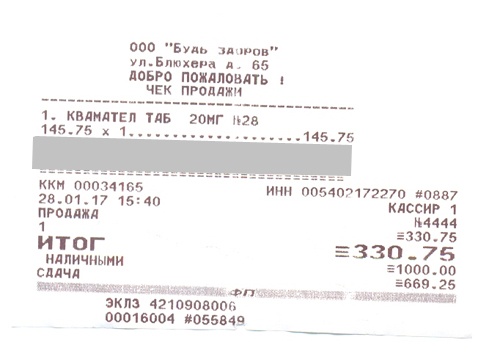 ООО "Будь здоров"
ул.Блюхера д. 65
ДОБРО ПОЖАЛОВАТЬ !
ЧЕК ПРОДАЖИ
1. КВАМАТЕЛ ТАБ 20МГ №28
145.75 x 1......................145.75
ККМ 00034165 ИНН 005402172270 #0887
28.01.17 15:40 КАССИР 1
ПРОДАЖА №4444
1 ≡330.75
ИТОГ ≡330.75
НАЛИЧНЫМИ ≡1000.00
СДАЧА ≡669.25
ФП
ЭКЛЗ 4210908006
00016004 #055849